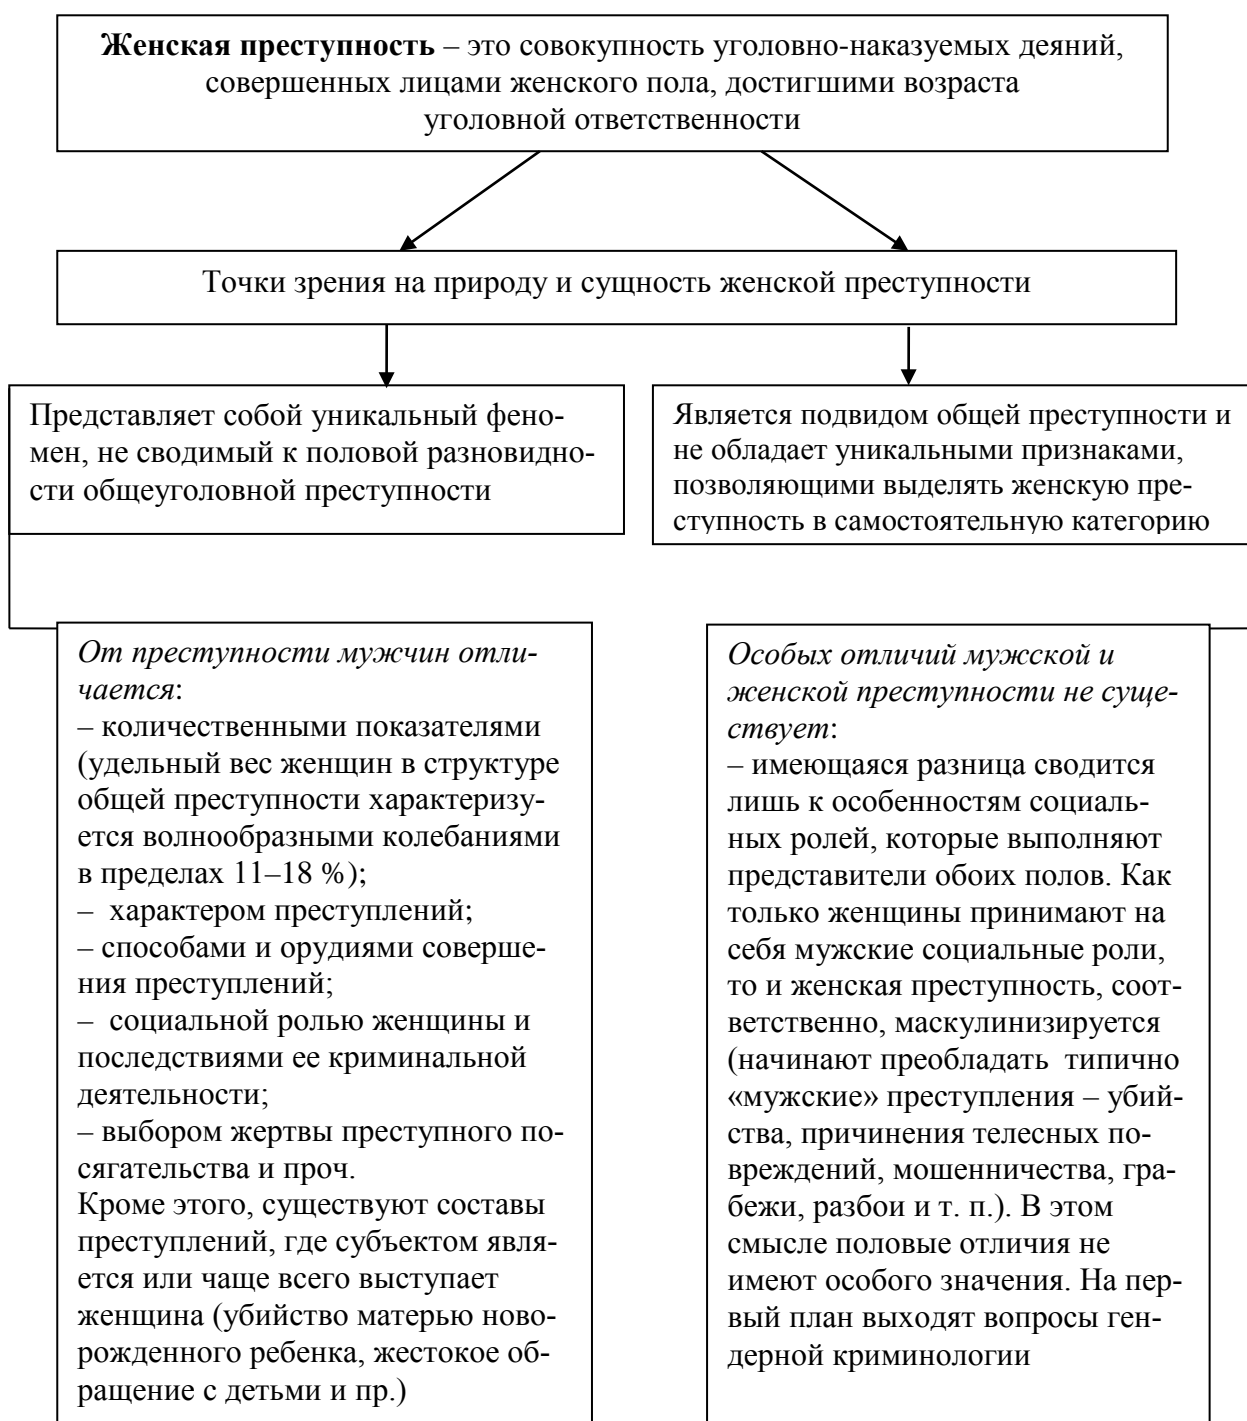 Женская преступность – это совокупность уголовно-наказуемых деяний,
совершенных лицами женского пола, достигшими возраста
уголовной ответственности
Точки зрения на природу и сущность женской преступности
Представляет собой уникальный фено-
мен, не сводимый к половой разновидно-
сти общеуголовной преступности
Является подвидом общей преступности и
не обладает уникальными признаками,
позволяющими выделять женскую пре-
ступность в самостоятельную категорию
От преступности мужчин отли-
чается:
– количественными показателями
(удельный вес женщин в структуре
общей преступности характеризу-
ется волнообразными колебаниями
в пределах 11–18 %);
– характером преступлений;
– способами и орудиями соверше-
ния преступлений;
– социальной ролью женщины и
последствиями ее криминальной
деятельности;
– выбором жертвы преступного по-
сягательства и проч.
Кроме этого, существуют составы
преступлений, где субъектом явля-
ется или чаще всего выступает
женщина (убийство матерью ново-
рожденного ребенка, жестокое об-
ращение с детьми и пр.)
Особых отличий мужской и
женской преступности не суще-
ствует:
– имеющаяся разница сводится
лишь к особенностям социаль-
ных ролей, которые выполняют
представители обоих полов. Как
только женщины принимают на
себя мужские социальные роли,
то и женская преступность, соот-
ветственно, маскулинизируется
(начинают преобладать типично
«мужские» преступления – убий-
ства, причинения телесных по-
вреждений, мошенничества, гра-
бежи, разбои и т. п.). В этом
смысле половые отличия не
имеют особого значения. На пер-
вый план выходят вопросы ген-
дерной криминологии